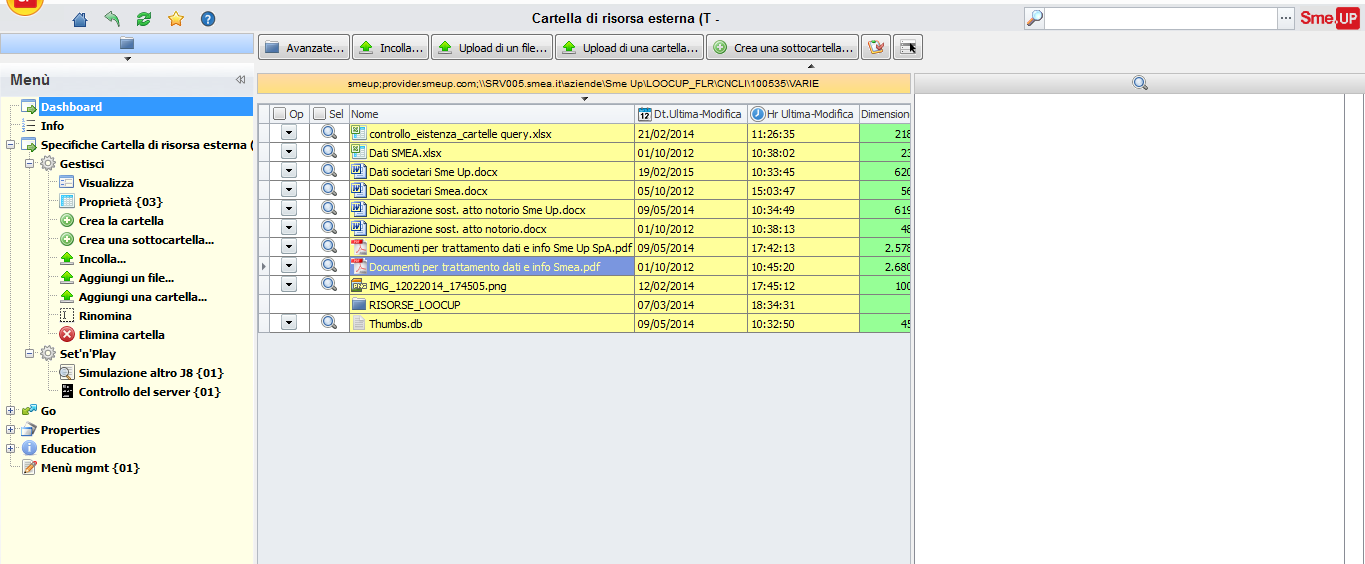 UP
Cartella di risorsa esterna (T -
...
Sme.UP
Avanzate...
Incolla...
Upload di un file...
Upload di una cartella...
Crea una sottocartella...
Menù
smeup;provider.smeup.com;\\SRV005.smea.it\aziende\Sme Up\LOOCUP_FLR\CNCLI\100535\VARIE
Dashboard
Info
Specifiche Cartella di risorsa esterna (
Gestisci
Visualizza
Proprietà {03}
Crea la cartella
Crea una sottocartella...
Incolla...
Aggiungi un file...
Aggiungi una cartella...
Rinomina
Elimina cartella
Set'n'Play
Simulazione altro J8 {01}
Controllo del server {01}
Go
Properties
Education
Menù mgmt {01}
Op Sel Nome 12 Dt.Ultima-Modifica Hr Ultima-Modifica Dimension
controllo_eistenza_cartelle query.xlsx 21/02/2014 11:26:35 218
Dati SMEA.xlsx 01/10/2012 10:38:02 23
Dati societari Sme Up.docx 19/02/2015 10:33:45 620
Dati societari Smea.docx 05/10/2012 15:03:47 56
Dichiarazione sost. atto notorio Sme Up.docx 09/05/2014 10:34:49 619
Dichiarazione sost. atto notorio.docx 01/10/2012 10:38:13 48
Documenti per trattamento dati e info Sme Up SpA.pdf 09/05/2014 17:42:13 2.578
Documenti per trattamento dati e info Smea.pdf 01/10/2012 10:45:20 2.680
IMG_12022014_174505.png 12/02/2014 17:45:12 100
RISORSE_LOOCUP 07/03/2014 18:34:31
Thumbs.db 09/05/2014 10:32:50 45